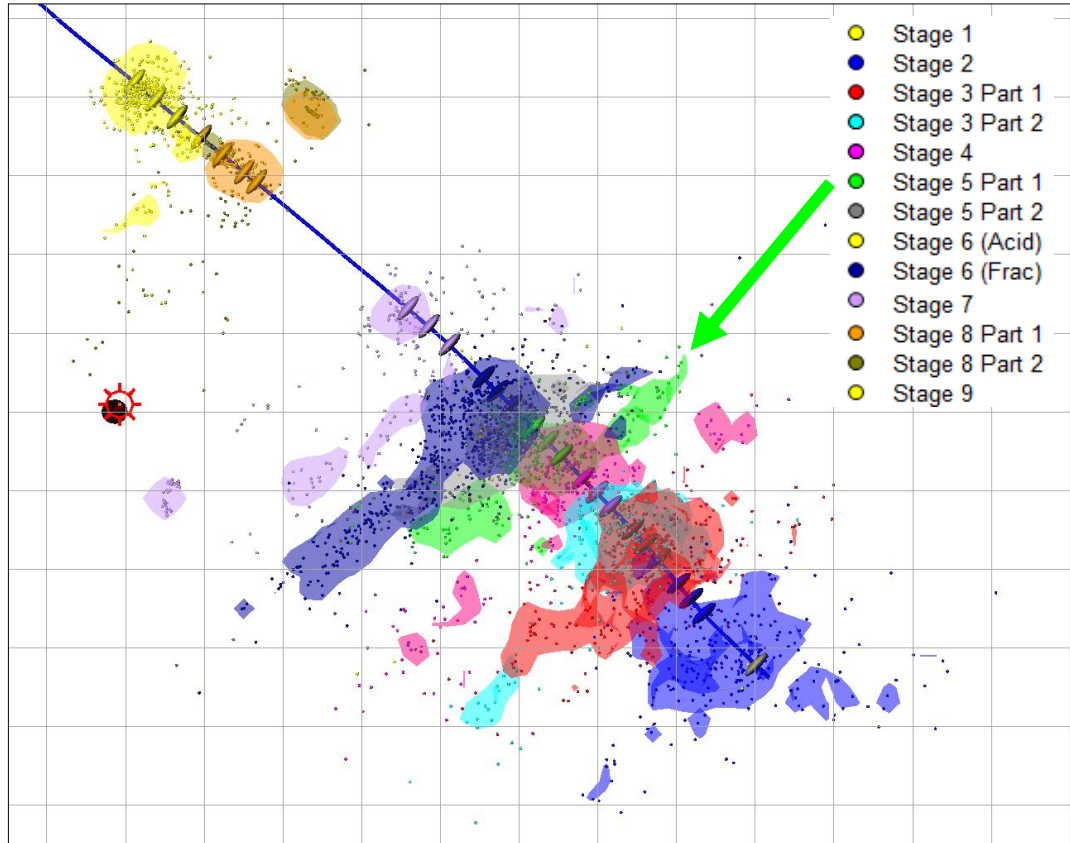 Stage 1
Stage 2
Stage 3 Part 1
Stage 3 Part 2
Stage 4
Stage 5 Part 1
Stage 5 Part 2
Stage 6 (Acid)
Stage 6 (Frac)
Stage 7
Stage 8 Part 1
Stage 8 Part 2
Stage 9